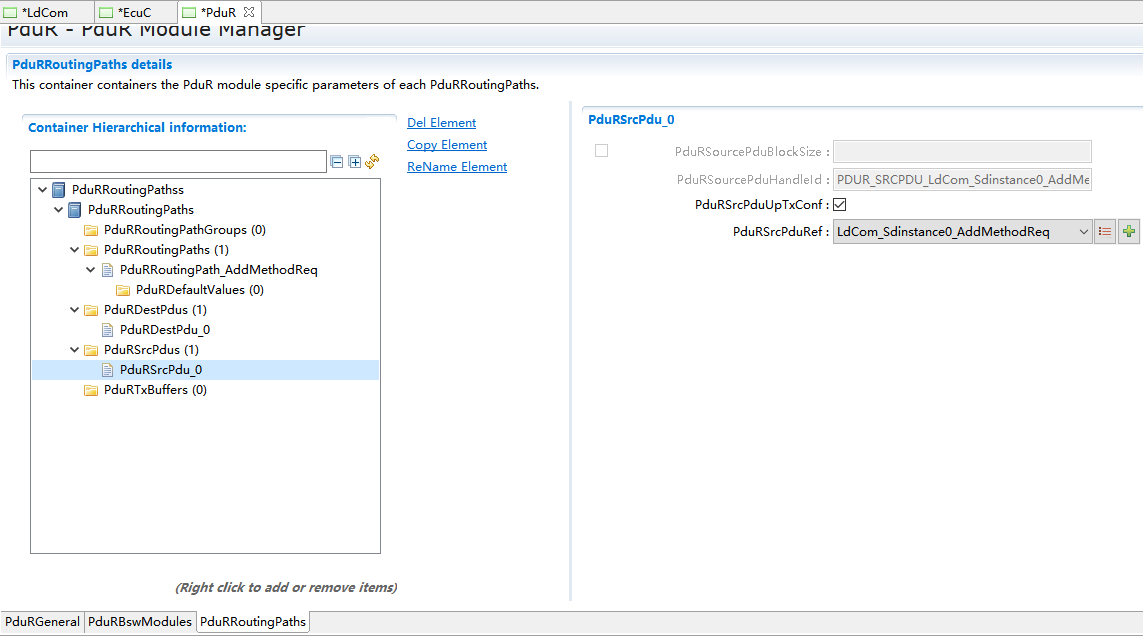 *LdCom
*EcuC
*PduR
PduR - PduR Module Manager
PduRRoutingPaths details
This container containers the PduR module specific parameters of each PduRRoutingPaths.
Container Hierarchical information:
Del Element
Copy Element
ReName Element
PduRRoutingPathss
PduRRoutingPaths
PduRRoutingPathGroups (0)
PduRRoutingPaths (1)
PduRRoutingPath_AddMethodReq
PduRDefaultValues (0)
PduRDestPdus (1)
PduRDestPdu_0
PduRSrcPdus (1)
PduRSrcPdu_0
PduRTxBuffers (0)
(Right click to add or remove items)
PduRSrcPdu_0
PduRSourcePduBlockSize :
PduRSourcePduHandleId : PDUR_SRCPDU_LdCom_Sdinstance0_AddMe
PduRSrcPduUpTxConf :
PduRSrcPduRef : LdCom_Sdinstance0_AddMethodReq
PduRGeneral
PduRBswModules
PduRRoutingPaths